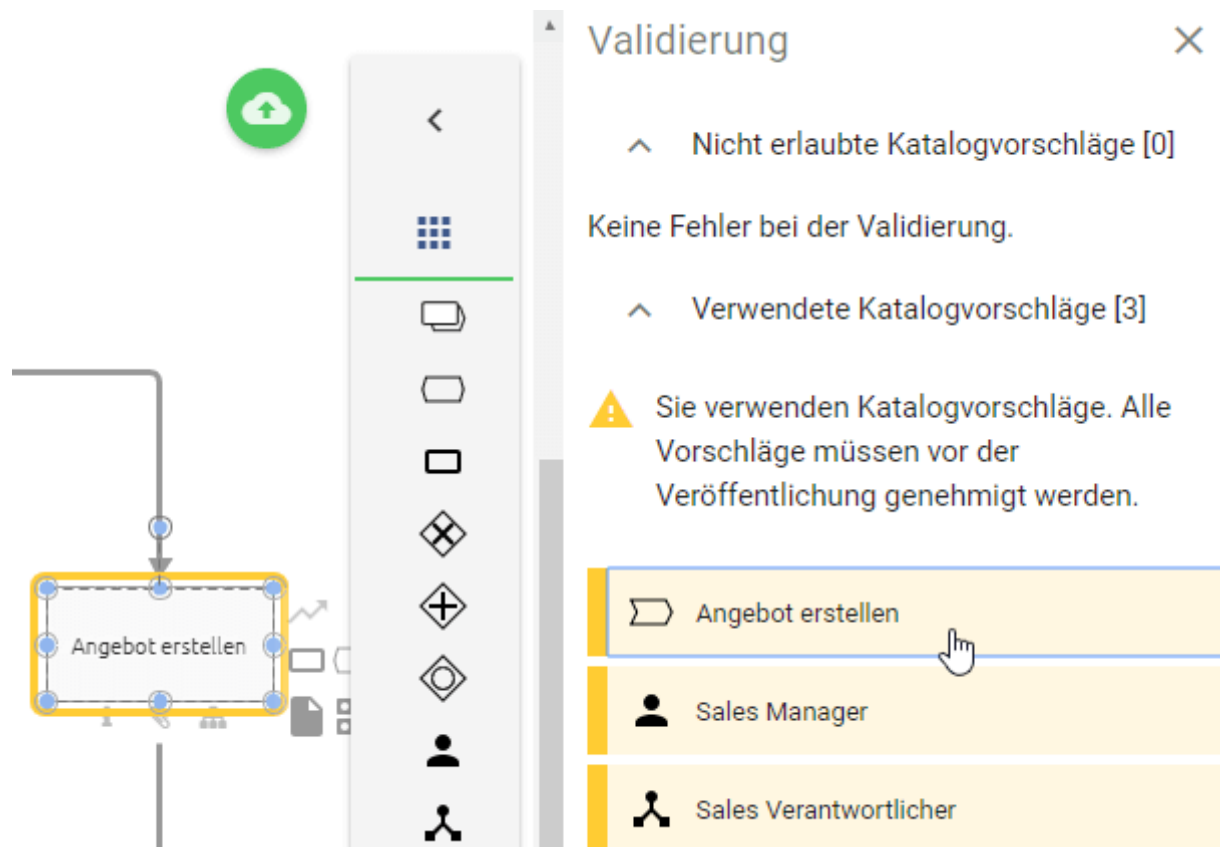 Validierung
Nicht erlaubte Katalogvorschläge [0]
Keine Fehler bei der Validierung.
Verwendete Katalogvorschläge [3]
Sie verwenden Katalogvorschläge. Alle
Vorschläge müssen vor der
Veröffentlichung genehmigt werden.
Angebot erstellen
Angebot erstellen
Sales Manager
Sales Verantwortlicher